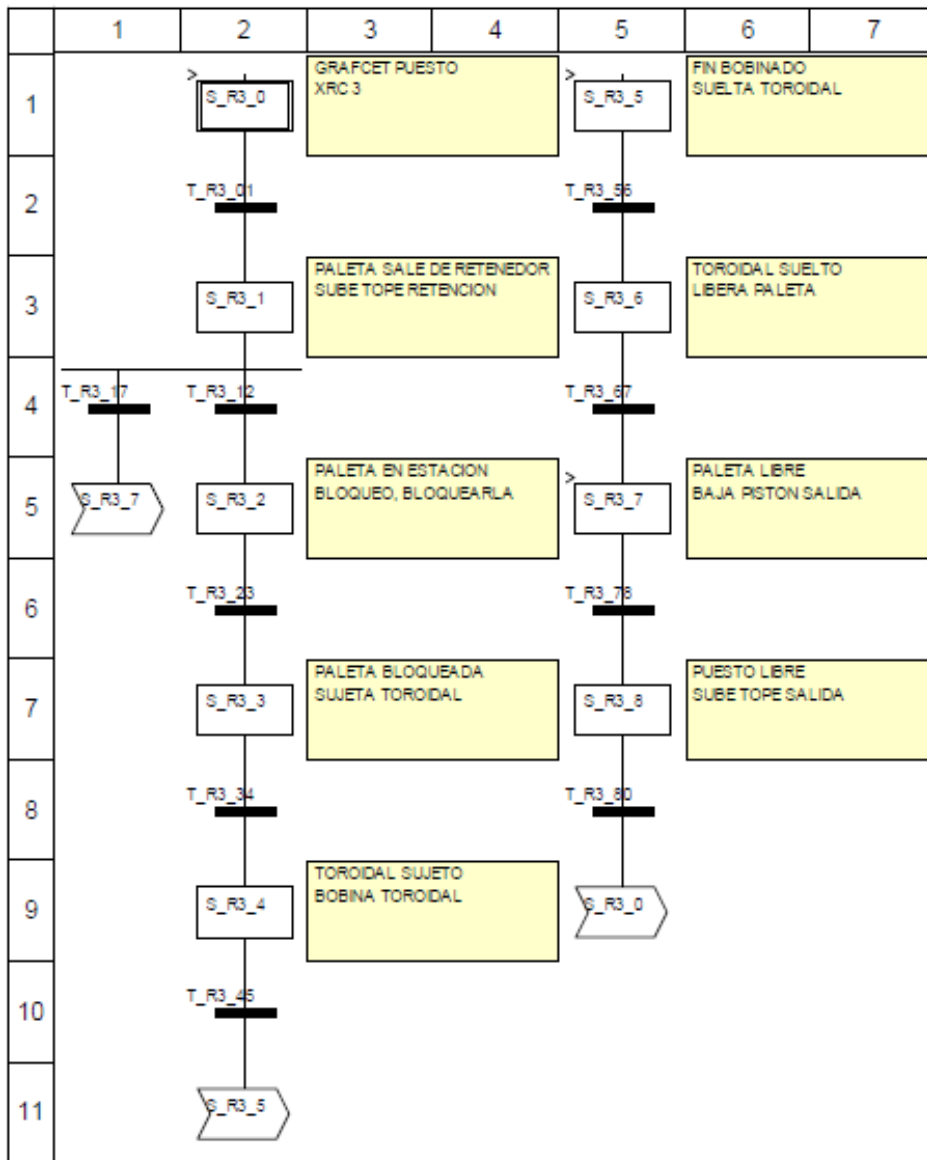 1 2 3 4 5 6 7
1
> S_R3_0
GRAFCET PUESTO
XRC 3
> S_R3_5
FIN BOBINADO
SUELTA TOROIDAL
2
T_R3_01
T_R3_56
3
S_R3_1
PALETA SALE DE RETENEDOR
SUBE TOPE RETENCION
S_R3_6
TOROIDAL SUELTO
LIBERA PALETA
4
T_R3_17
T_R3_12
T_R3_67
5
S_R3_7
S_R3_2
PALETA EN ESTACION
BLOQUEO, BLOQUEARLA
> S_R3_7
PALETA LIBRE
BAJA PISTON SALIDA
6
T_R3_23
T_R3_78
7
S_R3_3
PALETA BLOQUEADA
SUJETA TOROIDAL
S_R3_8
PUESTO LIBRE
SUBE TOPE SALIDA
8
T_R3_34
T_R3_80
9
S_R3_4
TOROIDAL SUJETO
BOBINA TOROIDAL
S_R3_0
10
T_R3_45
11
S_R3_5